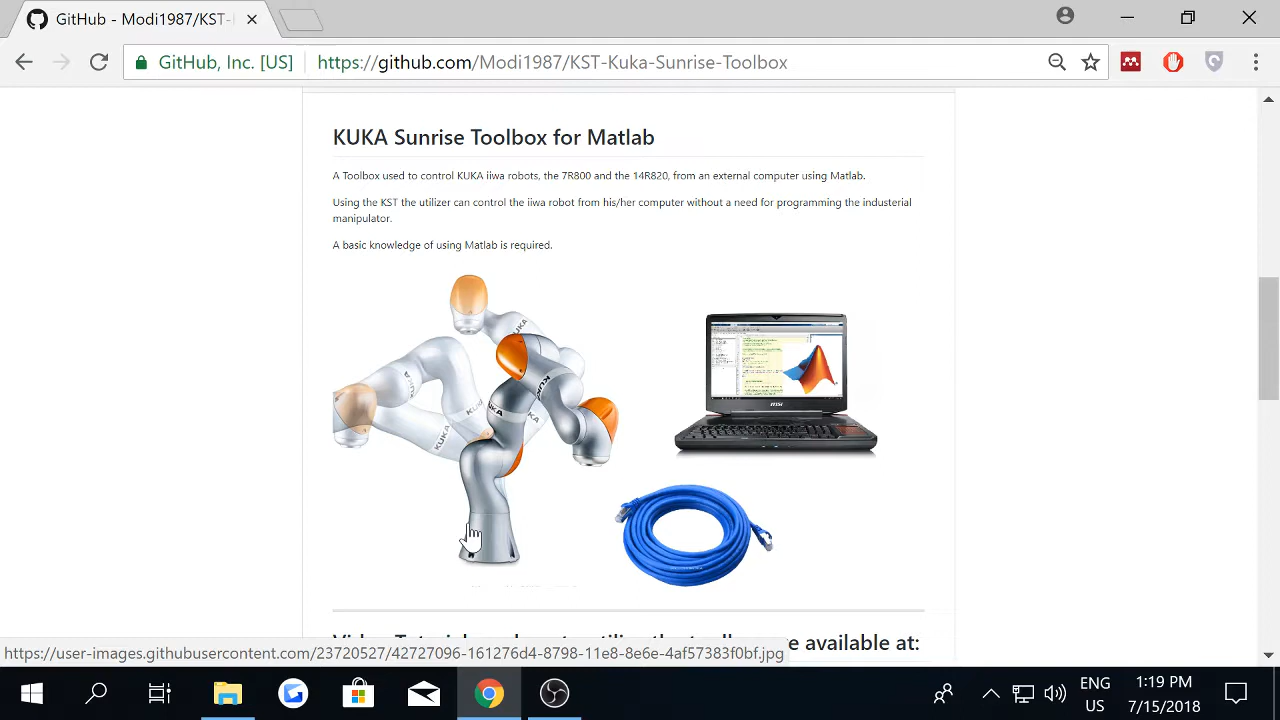 GitHub - Modi1987/KST-
GitHub, Inc. [US]
https://github.com/Modi1987/KST-Kuka-Sunrise-Toolbox
KUKA Sunrise Toolbox for Matlab
A Toolbox used to control KUKA iiwa robots, the 7R800 and the 14R820, from an external computer using Matlab.
Using the KST the utilizer can control the iiwa robot from his/her computer without a need for programming the industerial
manipulator.
A basic knowledge of using Matlab is required.
KUKA
msi
available at:
https://user-images.githubusercontent.com/23720527/42727096-161276d4-8798-11e8-8e6e-4af57383f0bf.jpg
ENG
US
1:19 PM
7/15/2018